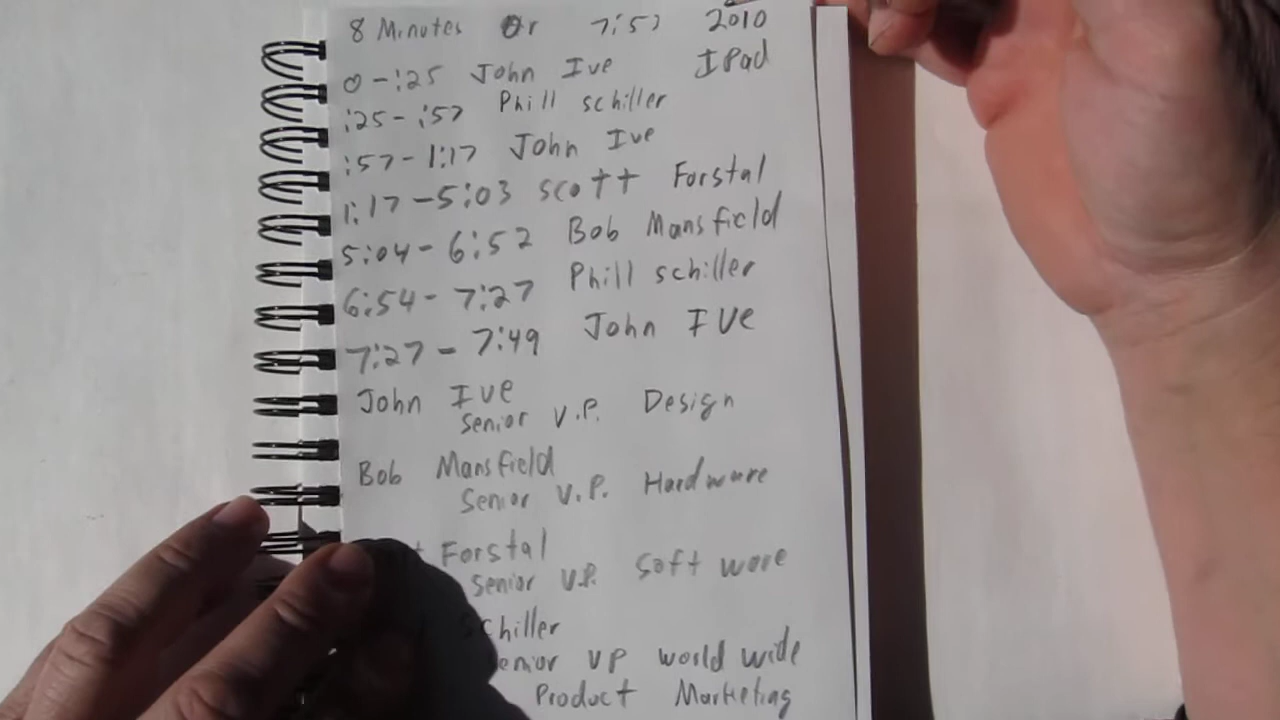 8 Minutes Or 7:57 2010
0 - :25 John Ive IPad
:25 - :57 Phill schiller
:57 - 1:17 John Ive
1:17 - 5:03 scott Forstal
5:04 - 6:52 Bob Mansfield
6:54 - 7:27 Phill schiller
7:27 - 7:49 John IVe
John Ive
Senior V.P. Design
Bob Mansfield
Senior V.P. Hardware
Forstal
Senior V.P. Software
schiller
enior VP world wide
Product Marketing